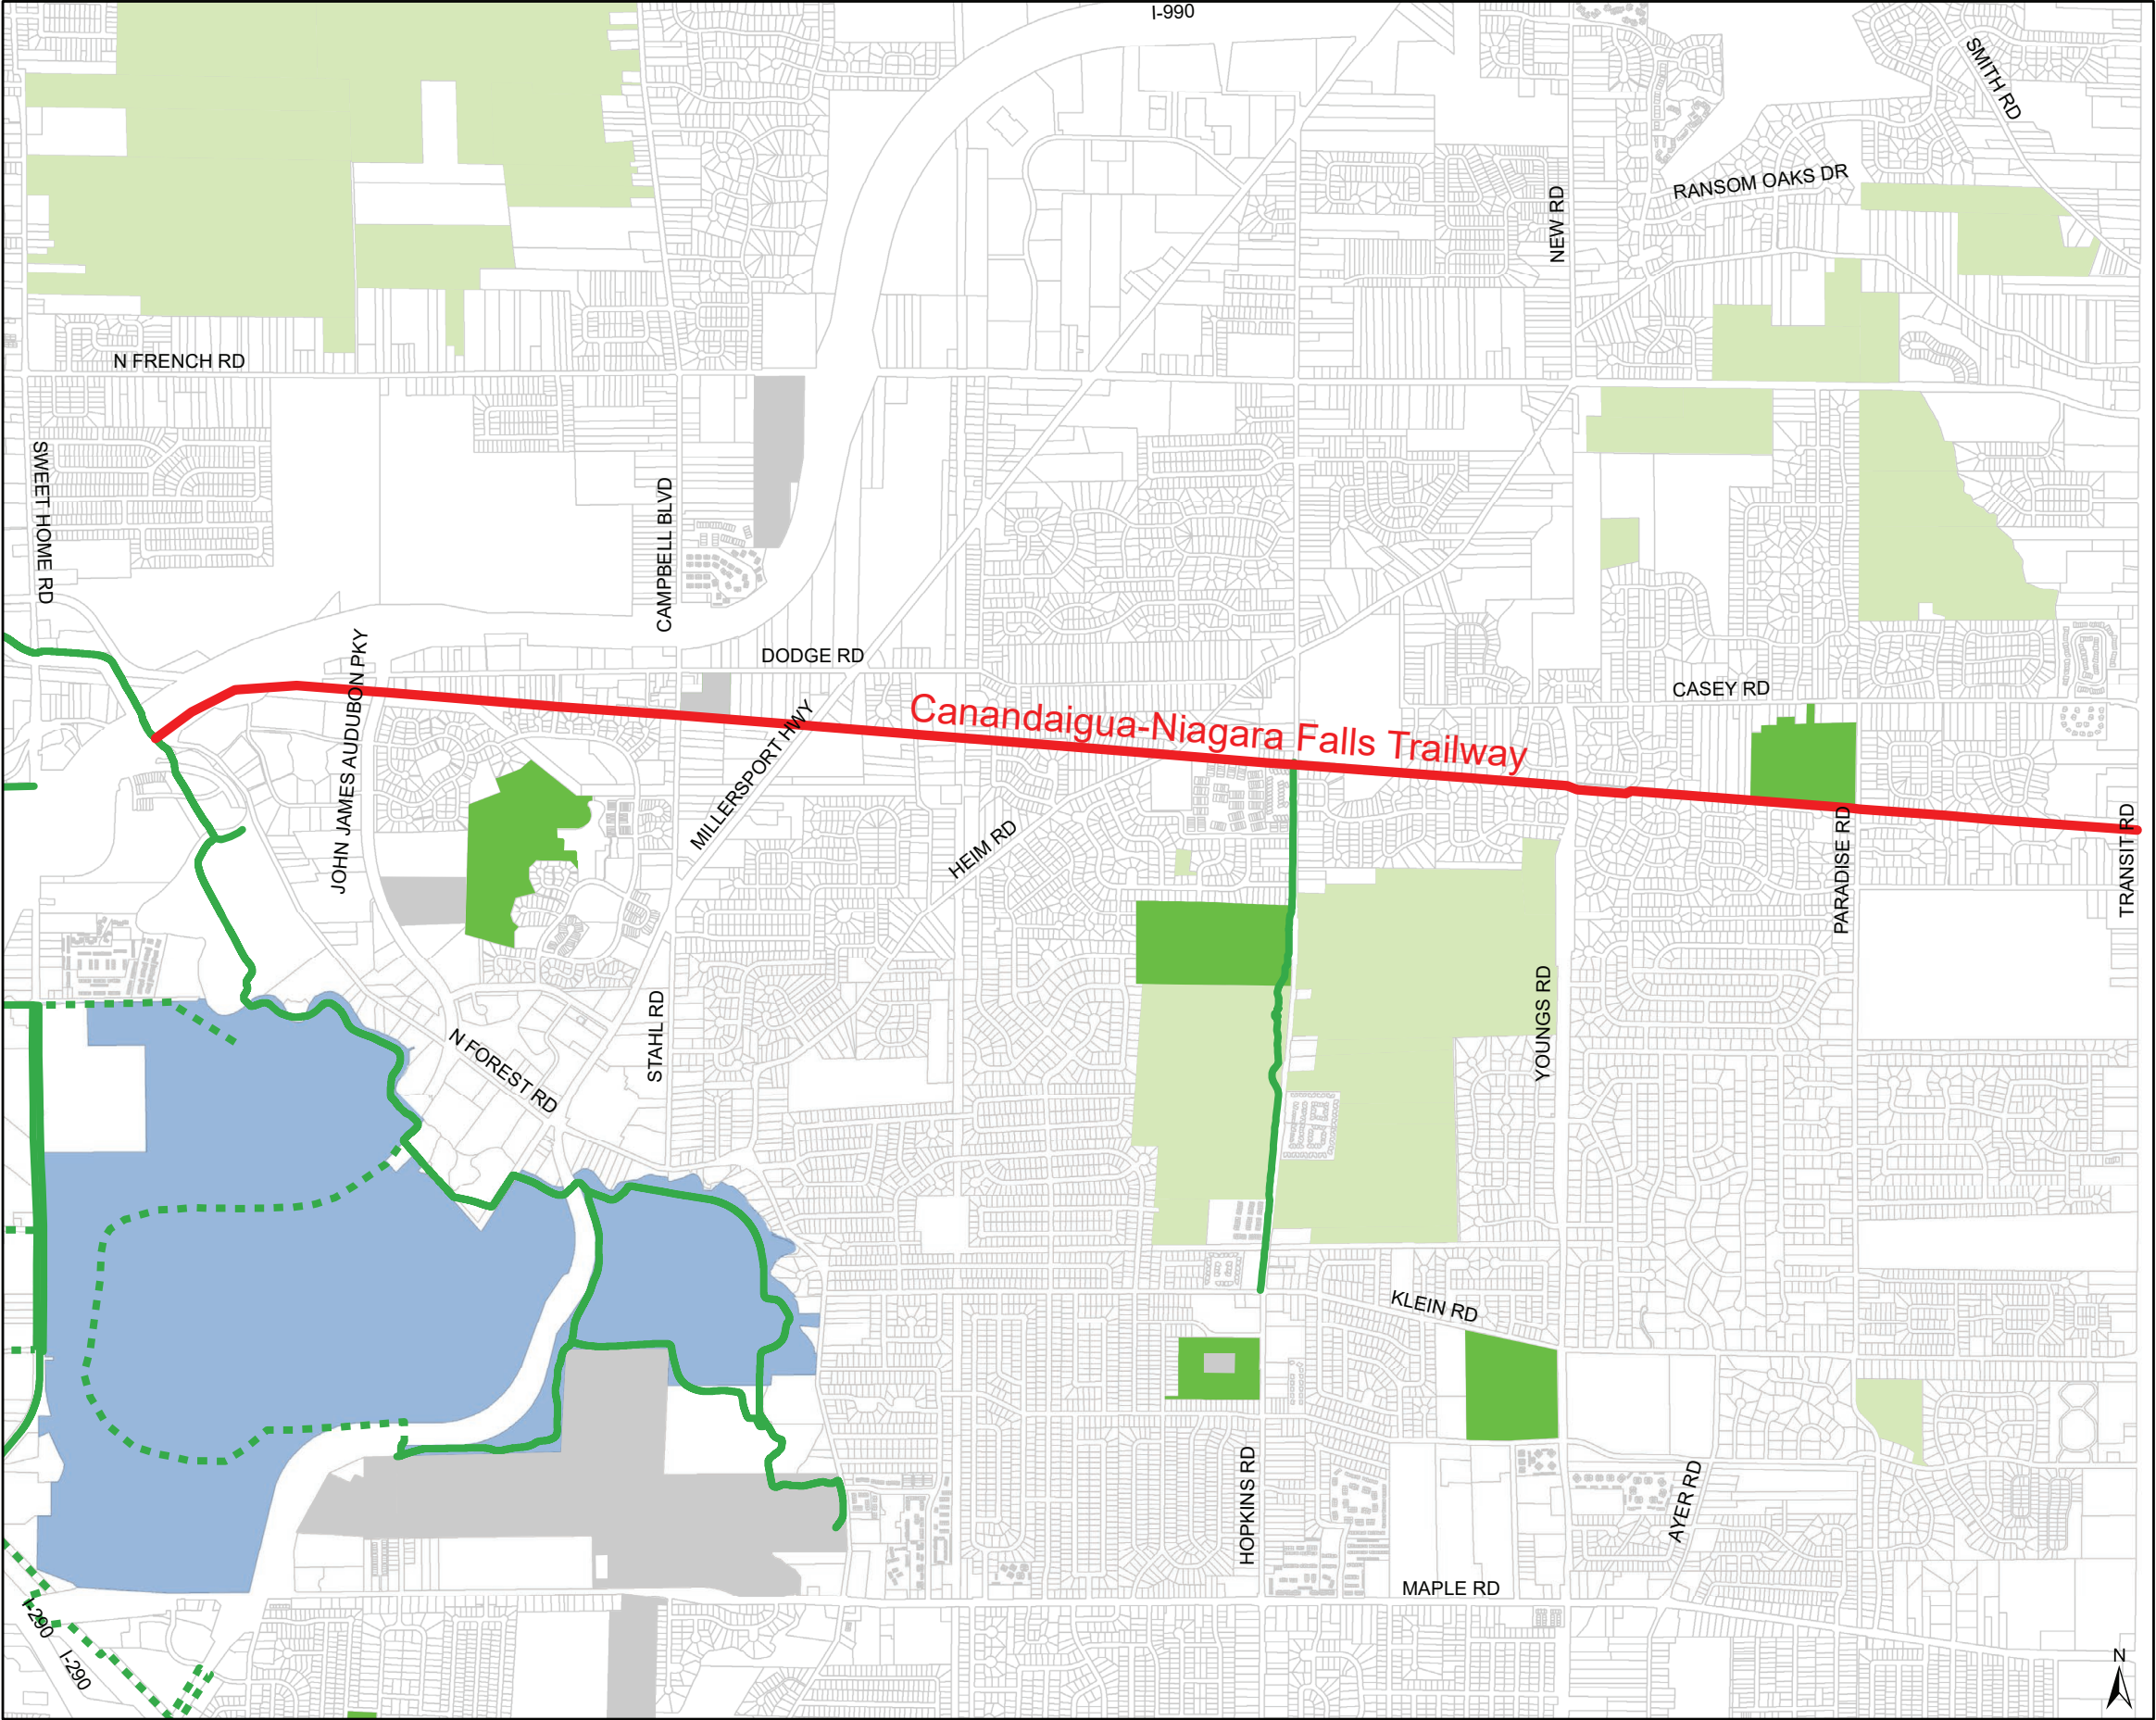 I-990
SMITH RD
RANSOM OAKS DR
NEW RD
N FRENCH RD
SWEET HOME RD
CAMPBELL BLVD
JOHN JAMES AUDUBON PKY
DODGE RD
CASEY RD
Canandaigua-Niagara Falls Trailway
MILLERSPORT HWY
HEIM RD
PARADISE RD
TRANSIT RD
YOUNGS RD
STAHL RD
N FOREST RD
KLEIN RD
HOPKINS RD
AYER RD
MAPLE RD
I-290
I-290
N